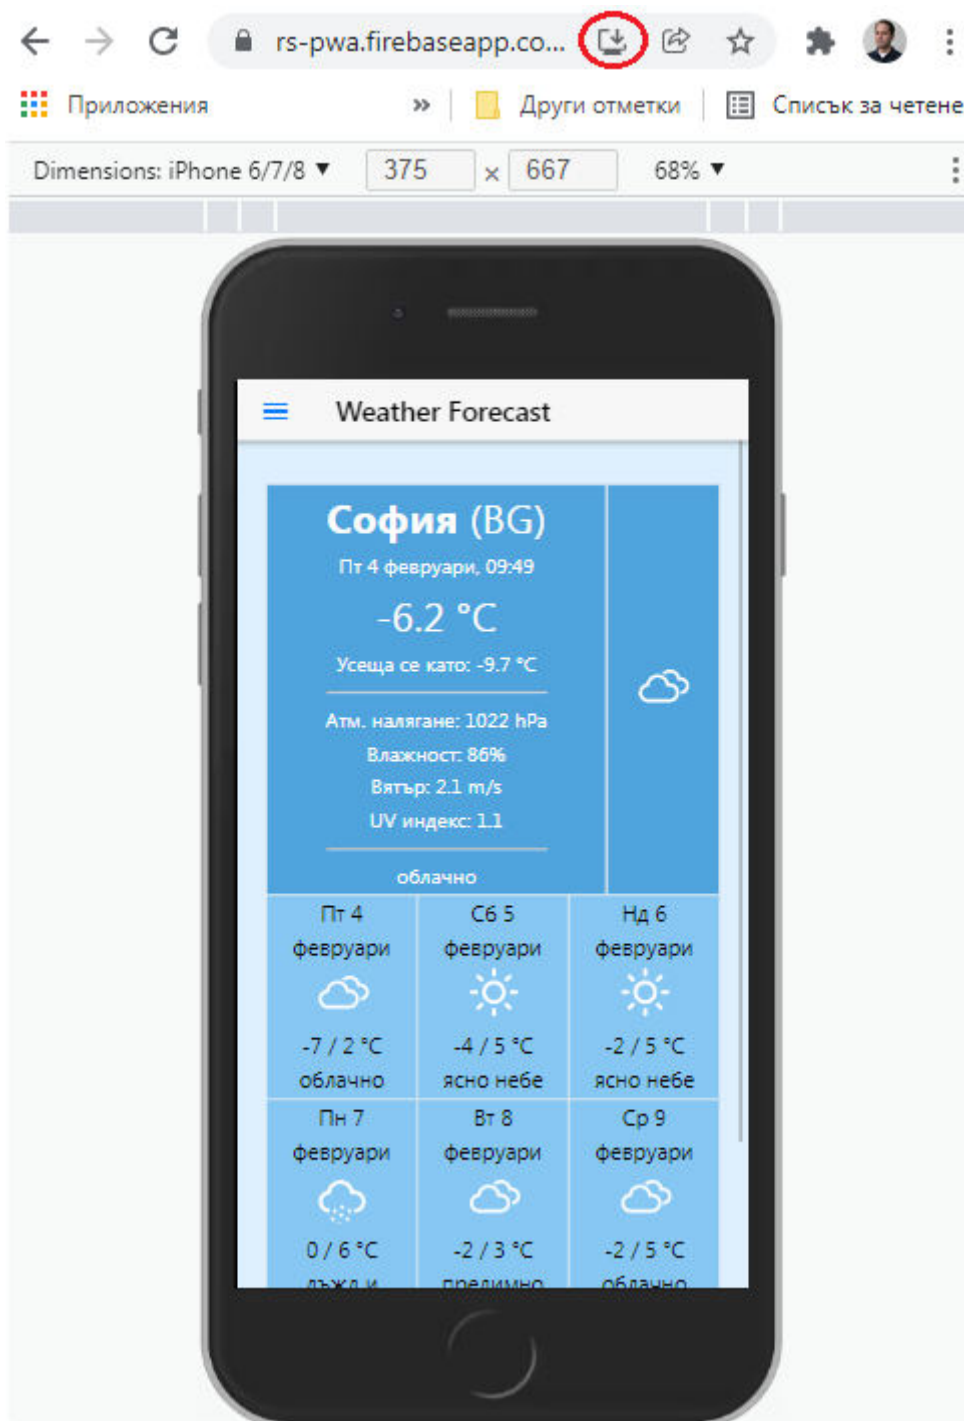 rs-pwa.firebaseapp.co...
Приложения » Други отметки Списък за четене
Dimensions: iPhone 6/7/8 ▼ 375 × 667 68% ▼
Weather Forecast
София (BG)
Пт 4 февруари, 09:49
-6.2 °C
Усеща се като: -9.7 °C
Атм. налягане: 1022 hPa
Влажност: 86%
Вятър: 2.1 m/s
UV индекс: 1.1
облачно
Пт 4 Сб 5 Нд 6
февруари февруари февруари
-7 / 2 °C -4 / 5 °C -2 / 5 °C
облачно ясно небе ясно небе
Пн 7 Вт 8 Ср 9
февруари февруари февруари
0 / 6 °C -2 / 3 °C -2 / 5 °C
дъжд и предимно облачно